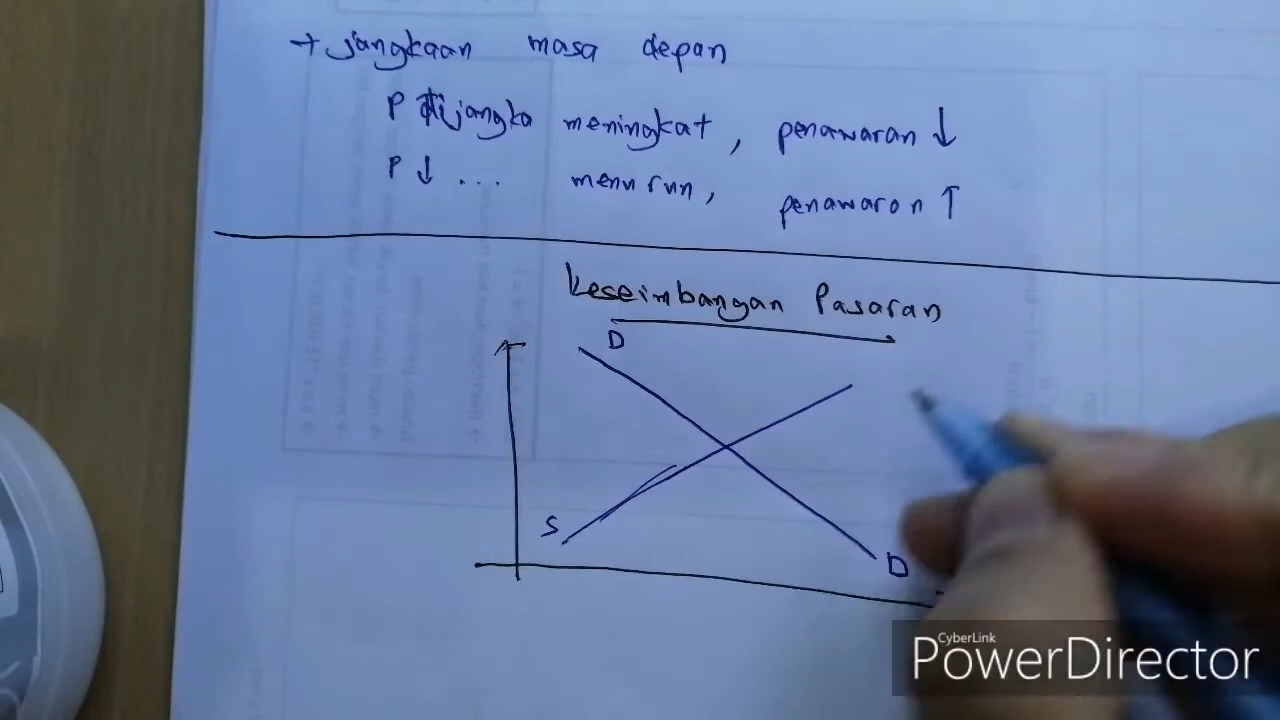 → jangkaan masa depan
P dijangka meningkat, penawaran ↓
P ↓ ... menurun, penawaran ↑
Keseimbangan Pasaran
D
S
D
CyberLink
PowerDirector